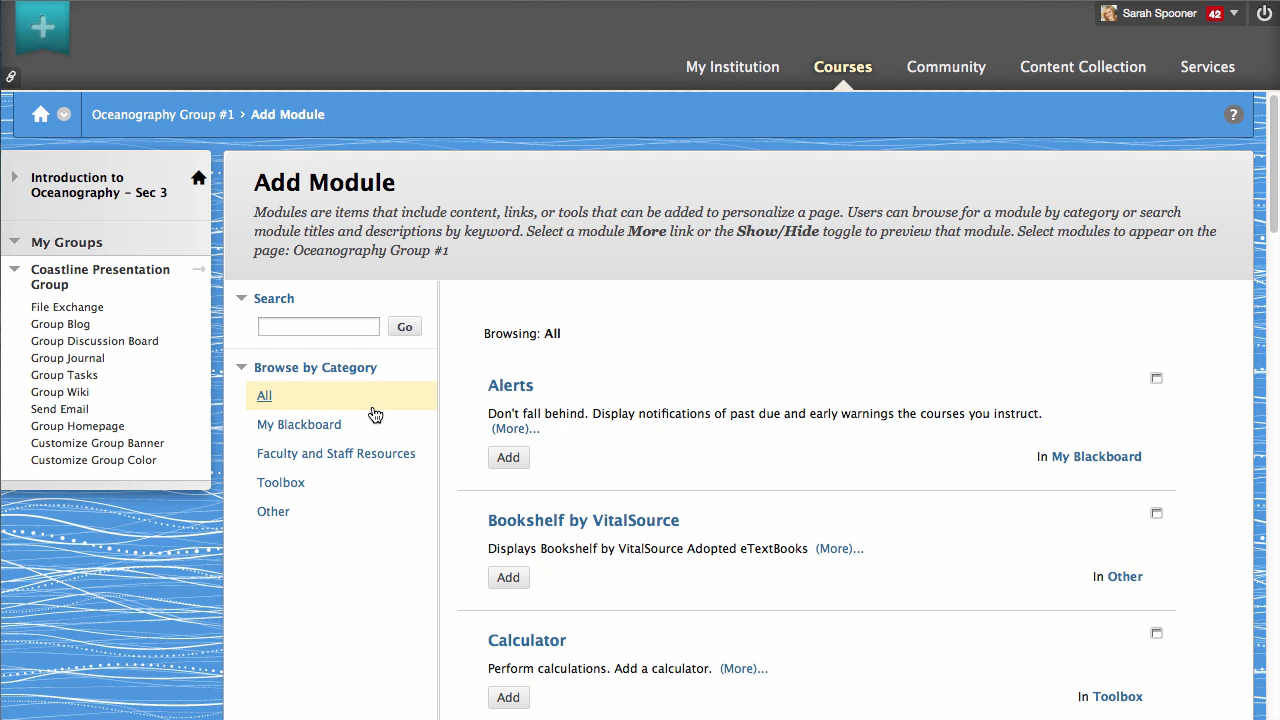 Sarah Spooner 42
My Institution Courses Community Content Collection Services
Oceanography Group #1 > Add Module ?
Introduction to
Oceanography – Sec 3
My Groups
Coastline Presentation
Group
File Exchange
Group Blog
Group Discussion Board
Group Journal
Group Tasks
Group Wiki
Send Email
Group Homepage
Customize Group Banner
Customize Group Color
Add Module
Modules are items that include content, links, or tools that can be added to personalize a page. Users can browse for a module by category or search
module titles and descriptions by keyword. Select a module More link or the Show/Hide toggle to preview that module. Select modules to appear on the
page: Oceanography Group #1
Search
Go
Browse by Category
All
My Blackboard
Faculty and Staff Resources
Toolbox
Other
Browsing: All
Alerts
Don't fall behind. Display notifications of past due and early warnings the courses you instruct.
(More)...
Add In My Blackboard
Bookshelf by VitalSource
Displays Bookshelf by VitalSource Adopted eTextBooks (More)...
Add In Other
Calculator
Perform calculations. Add a calculator. (More)...
Add In Toolbox